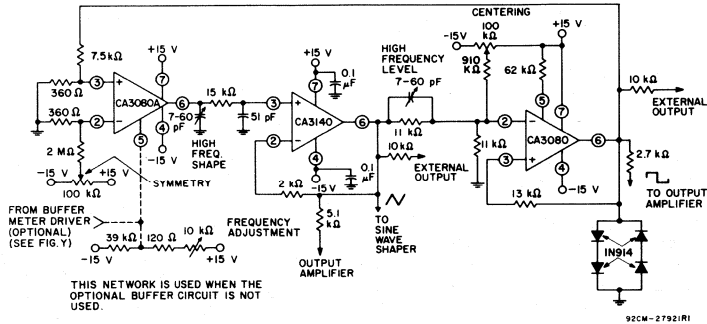 CENTERING
100
kΩ
-15 V
+15 V
7.5 kΩ
+15 V
+15 V
0.1
μF
HIGH
FREQUENCY
LEVEL
7-60 pF
910
KΩ
62 kΩ
10 kΩ
EXTERNAL
OUTPUT
360Ω
360 Ω
3
+
CA3080A
-
2
7
6
4
5
-15 V
15 kΩ
7-60
pF
51 pF
HIGH
FREQ.
SHAPE
3
+
CA3140
-
2
7
6
4
0.1
μF
-15 V
11 kΩ
10kΩ
EXTERNAL
OUTPUT
11 kΩ
2
-
CA3080
+
3
5
7
6
4
-15 V
13 kΩ
2.7 kΩ
TO OUTPUT
AMPLIFIER
2 MΩ
-15 V
+15 V
100 kΩ
SYMMETRY
2 kΩ
5.1
kΩ
OUTPUT
AMPLIFIER
TO
SINE
WAVE
SHAPER
1N914
FROM BUFFER
METER DRIVER
(OPTIONAL)
(SEE FIG.Y)
FREQUENCY
ADJUSTMENT
39 kΩ
120 Ω
10 kΩ
-15 V
+15 V
THIS NETWORK IS USED WHEN THE
OPTIONAL BUFFER CIRCUIT IS NOT
USED.
92CM-27921R1